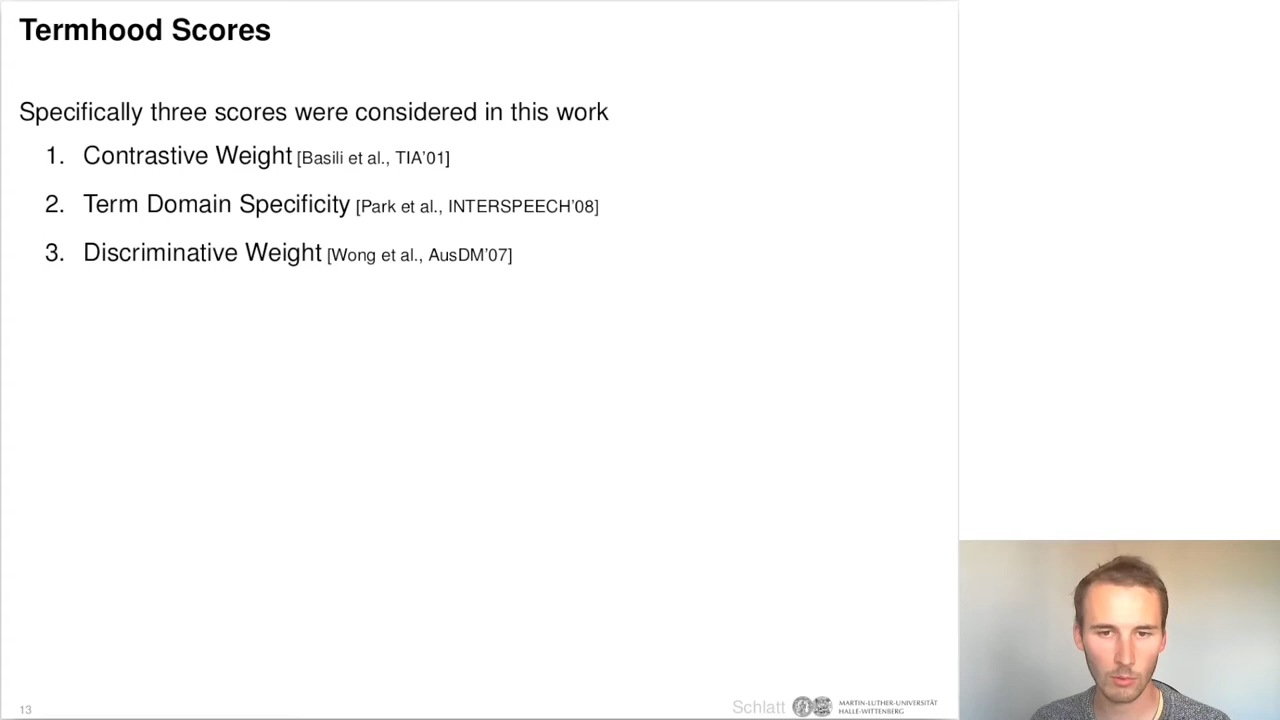 Termhood Scores
Specifically three scores were considered in this work
1. Contrastive Weight [Basili et al., TIA'01]
2. Term Domain Specificity [Park et al., INTERSPEECH'08]
3. Discriminative Weight [Wong et al., AusDM'07]
13
Schlatt
MARTIN-LUTHER-UNIVERSITÄT
HALLE-WITTENBERG